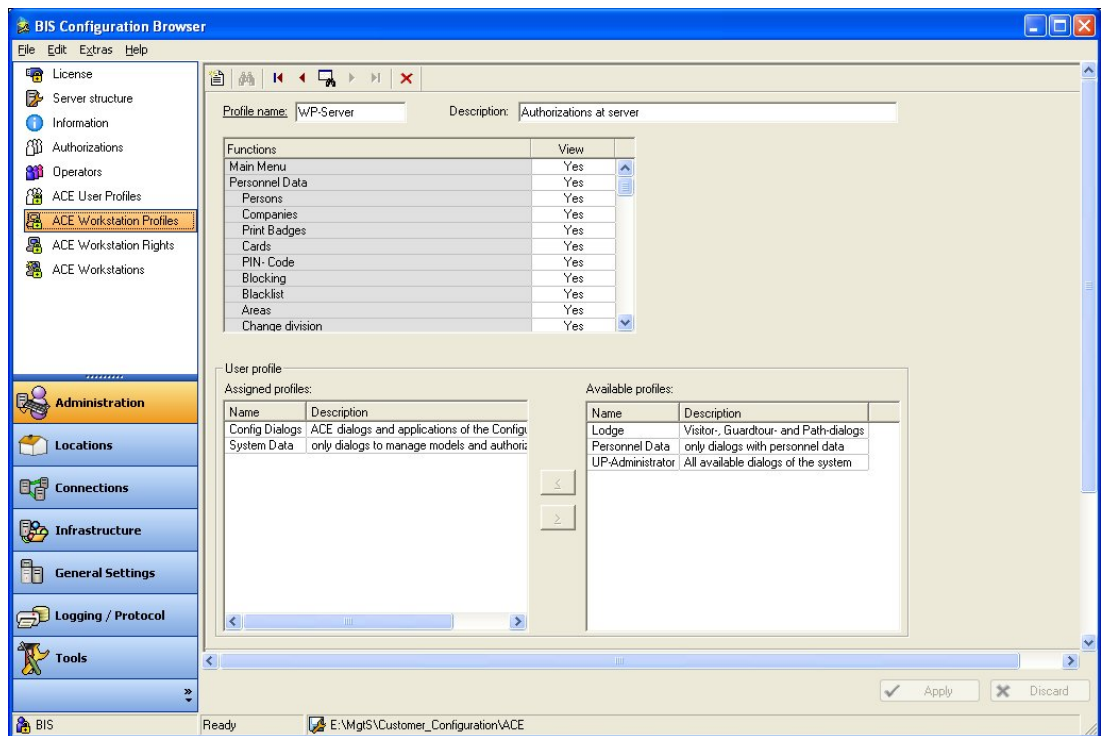 BIS Configuration Browser
File Edit Extras Help
License
Server structure
Information
Authorizations
Operators
ACE User Profiles
ACE Workstation Profiles
ACE Workstation Rights
ACE Workstations
Administration
Locations
Connections
Infrastructure
General Settings
Logging / Protocol
Tools
Profile name: WP-Server Description: Authorizations at server
Functions View
Main Menu Yes
Personnel Data Yes
Persons Yes
Companies Yes
Print Badges Yes
Cards Yes
PIN- Code Yes
Blocking Yes
Blacklist Yes
Areas Yes
Change division Yes
User profile
Assigned profiles:
Name Description
Config Dialogs ACE dialogs and applications of the Configu
System Data only dialogs to manage models and authoriz
<
>
Available profiles:
Name Description
Lodge Visitor-, Guardtour- and Path-dialogs
Personnel Data only dialogs with personnel data
UP-Administrator All available dialogs of the system
Apply Discard
BIS Ready E:\MgtS\Customer_Configuration\ACE